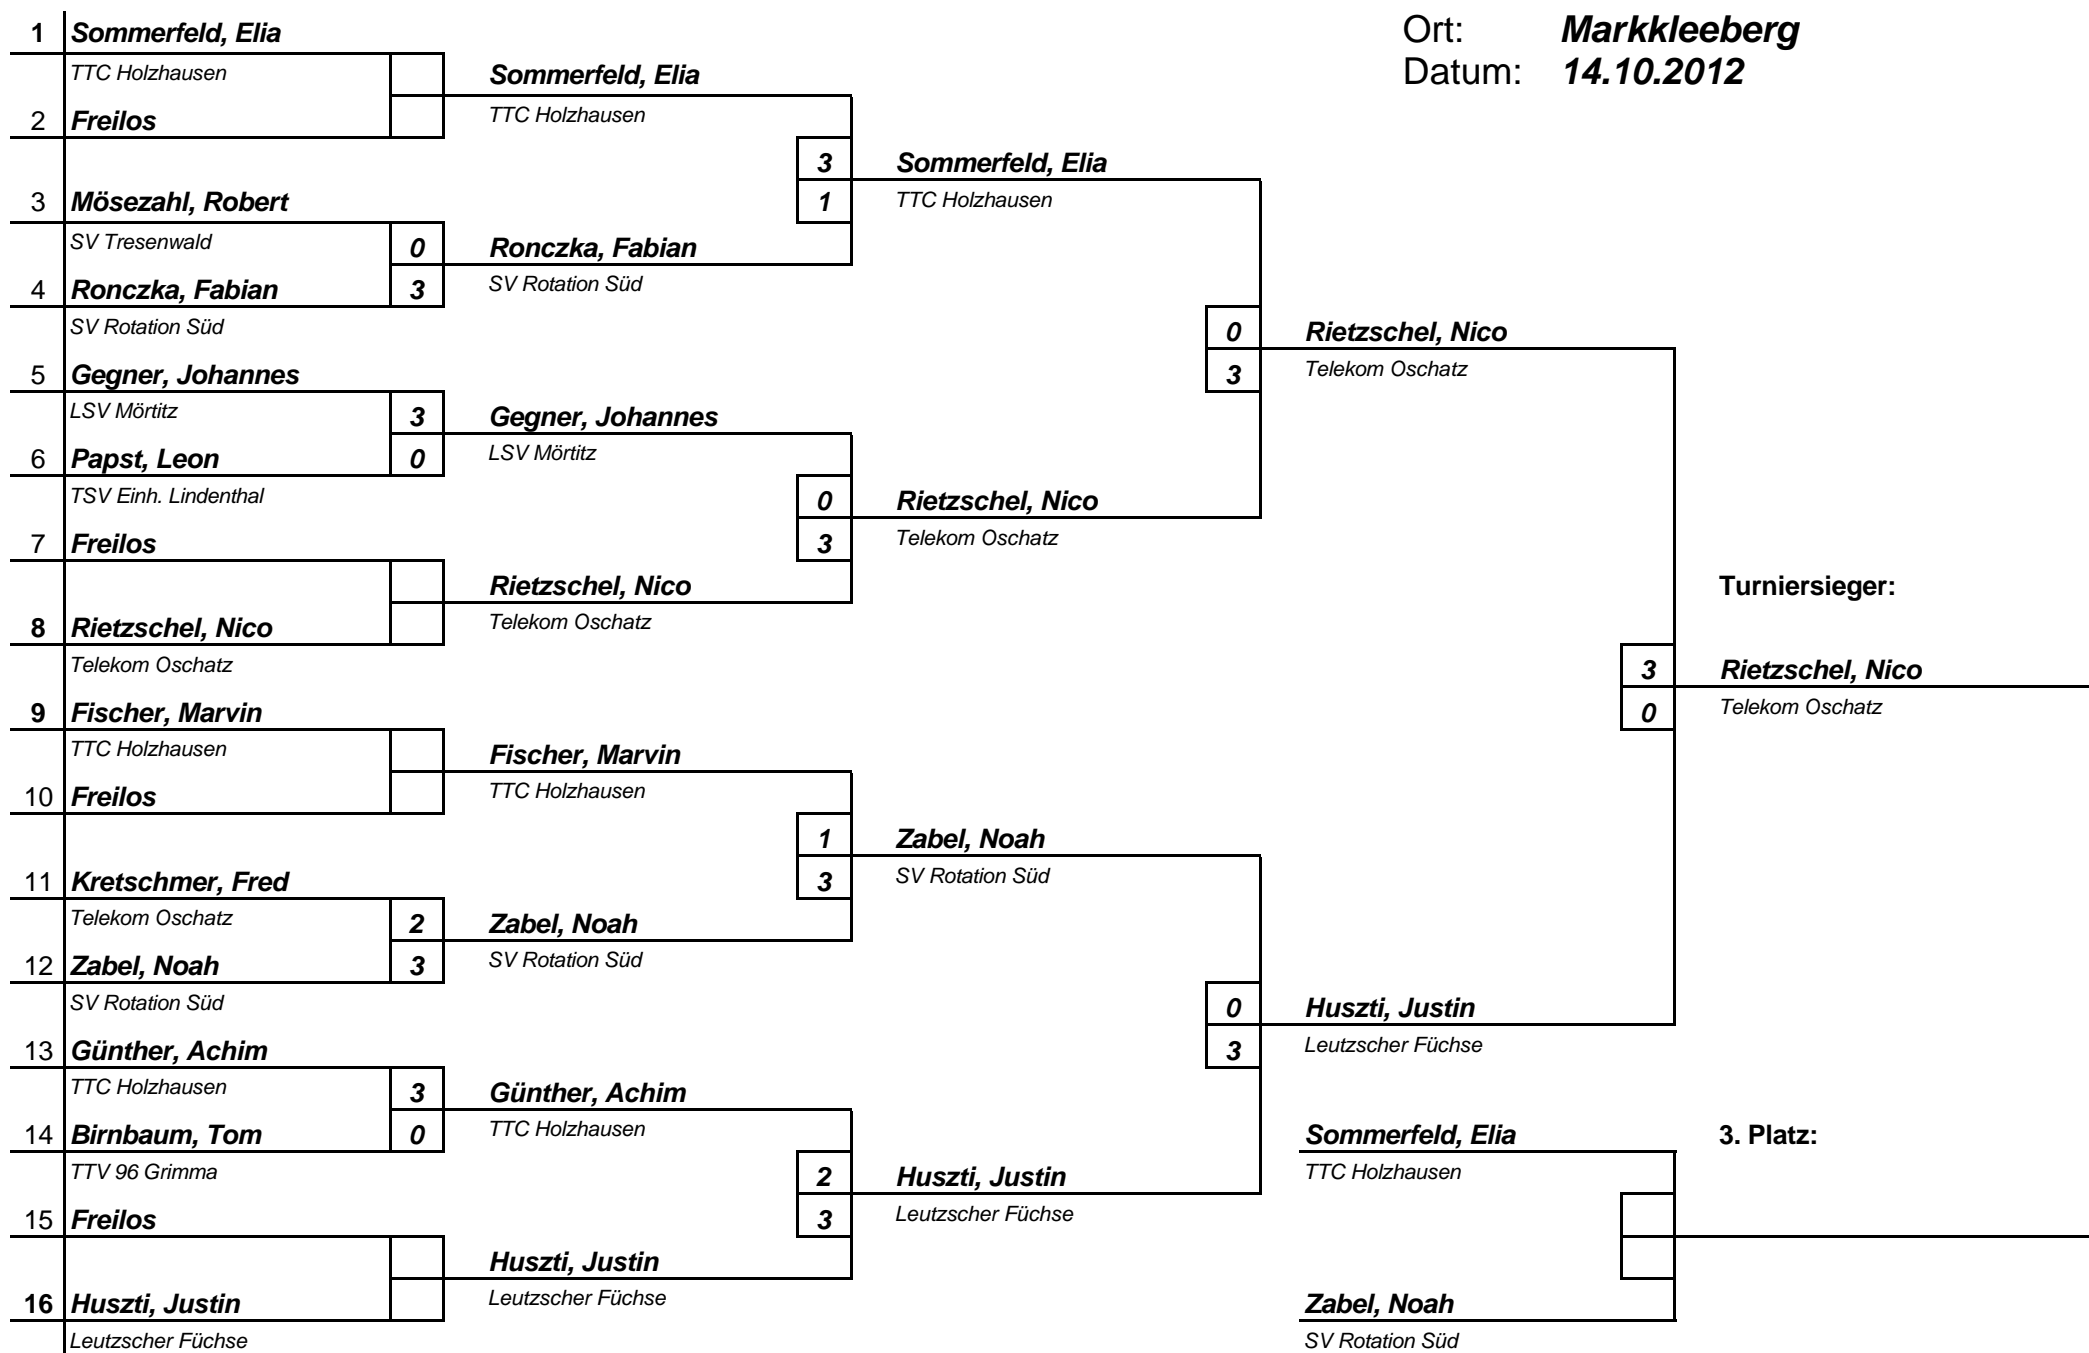 Ort: Markkleeberg
Datum: 14.10.2012
1 Sommerfeld, Elia
TTC Holzhausen
2 Freilos
3 Mösezahl, Robert
SV Tresenwald
0
4 Ronczka, Fabian
3
SV Rotation Süd
5 Gegner, Johannes
LSV Mörtitz
3
6 Papst, Leon
0
TSV Einh. Lindenthal
7 Freilos
8 Rietzschel, Nico
Telekom Oschatz
9 Fischer, Marvin
TTC Holzhausen
10 Freilos
11 Kretschmer, Fred
Telekom Oschatz
2
12 Zabel, Noah
3
SV Rotation Süd
13 Günther, Achim
TTC Holzhausen
3
14 Birnbaum, Tom
0
TTV 96 Grimma
15 Freilos
16 Huszti, Justin
Leutzscher Füchse
Sommerfeld, Elia
TTC Holzhausen
3
1
Ronczka, Fabian
SV Rotation Süd
Gegner, Johannes
LSV Mörtitz
0
3
Rietzschel, Nico
Telekom Oschatz
Fischer, Marvin
TTC Holzhausen
1
3
Zabel, Noah
SV Rotation Süd
Günther, Achim
TTC Holzhausen
2
3
Huszti, Justin
Leutzscher Füchse
Sommerfeld, Elia
TTC Holzhausen
0
3
Rietzschel, Nico
Telekom Oschatz
Zabel, Noah
SV Rotation Süd
0
3
Huszti, Justin
Leutzscher Füchse
Rietzschel, Nico
Telekom Oschatz
3
0
Huszti, Justin
Leutzscher Füchse
Turniersieger:
Rietzschel, Nico
Telekom Oschatz
Sommerfeld, Elia
TTC Holzhausen
3. Platz:
Zabel, Noah
SV Rotation Süd